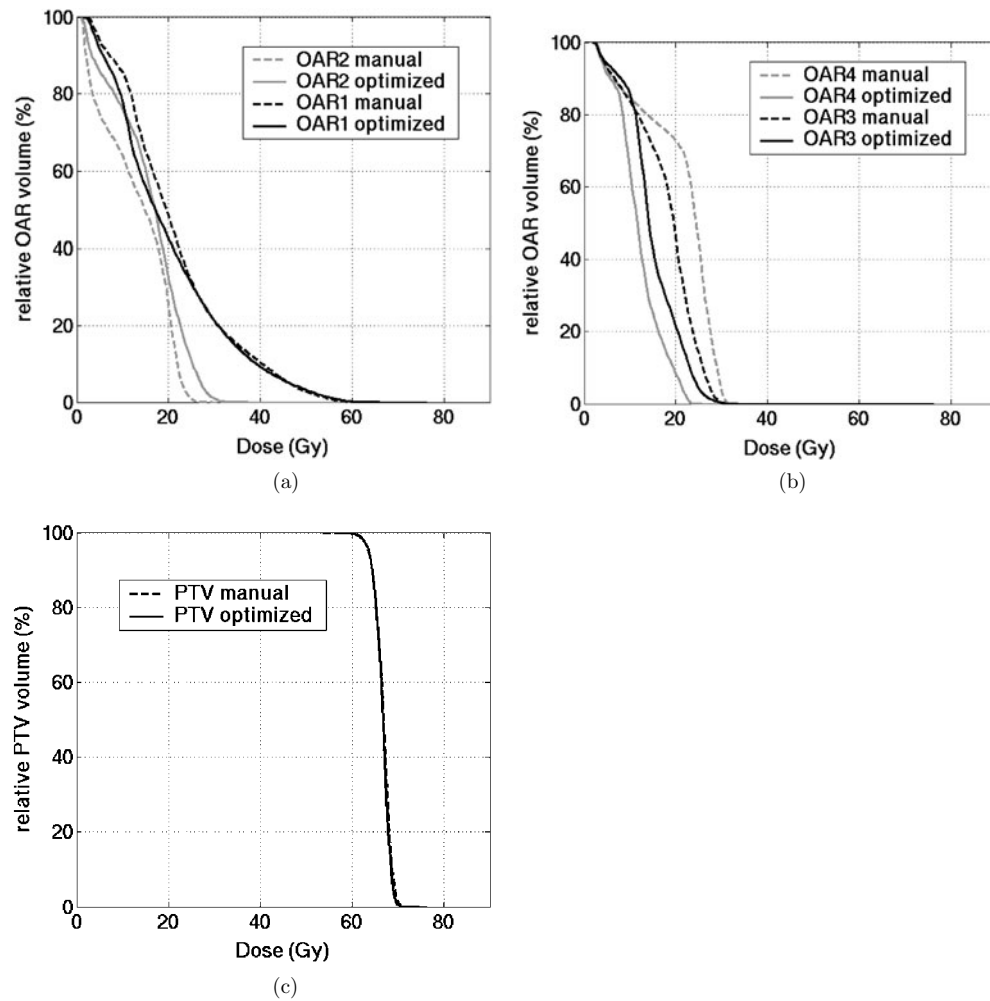 100
80
60
40
20
0
relative OAR volume (%)
OAR2 manual
OAR2 optimized
OAR1 manual
OAR1 optimized
0 20 40 60 80
Dose (Gy)
(a)
100
80
60
40
20
0
relative OAR volume (%)
OAR4 manual
OAR4 optimized
OAR3 manual
OAR3 optimized
0 20 40 60 80
Dose (Gy)
(b)
100
80
60
40
20
0
relative PTV volume (%)
PTV manual
PTV optimized
0 20 40 60 80
Dose (Gy)
(c)